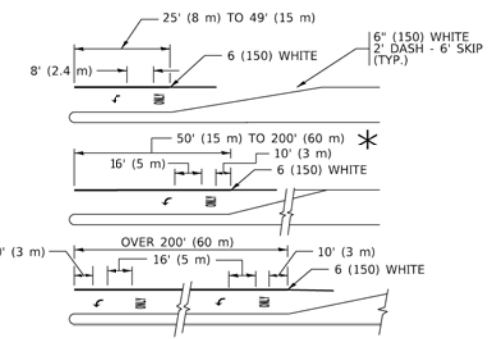 25' (8 m) TO 49' (15 m)
6" (150) WHITE
2' DASH - 6' SKIP
(TYP.)
6 (150) WHITE
8' (2.4 m)
50' (15 m) TO 200' (60 m) *
16' (5 m)
10' (3 m)
6 (150) WHITE
OVER 200' (60 m)
0' (3 m)
16' (5 m)
10' (3 m)
6 (150) WHITE